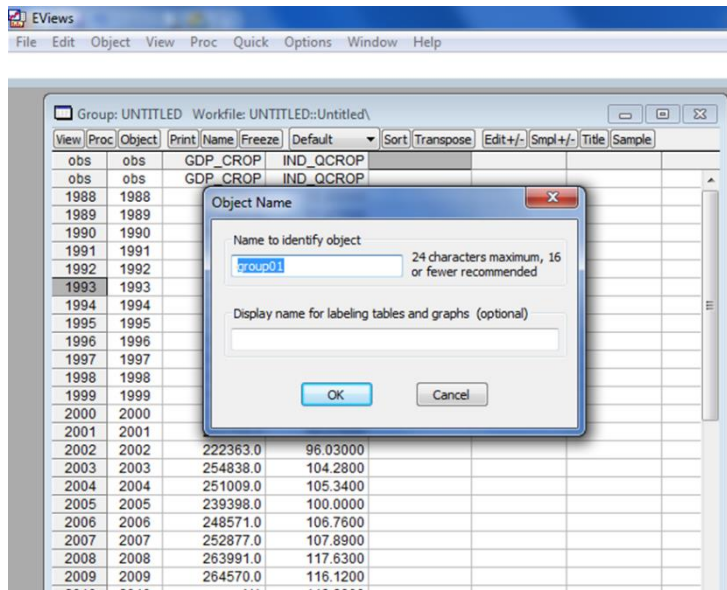 EViews
File Edit Object View Proc Quick Options Window Help
Group: UNTITLED Workfile: UNTITLED::Untitled\
View Proc Object Print Name Freeze Default Sort Transpose Edit+/- Smpl+/- Title Sample
obs obs GDP_CROP IND_QCROP
obs obs GDP_CROP IND_QCROP
1988 1988
1989 1989
1990 1990
1991 1991
1992 1992
1993 1993
1994 1994
1995 1995
1996 1996
1997 1997
1998 1998
1999 1999
2000 2000
2001 2001
2002 2002 222363.0 96.03000
2003 2003 254838.0 104.2800
2004 2004 251009.0 105.3400
2005 2005 239398.0 100.0000
2006 2006 248571.0 106.7600
2007 2007 252877.0 107.8900
2008 2008 263991.0 117.6300
2009 2009 264570.0 116.1200
Object Name
Name to identify object
group01
24 characters maximum, 16
or fewer recommended
Display name for labeling tables and graphs (optional)
OK Cancel